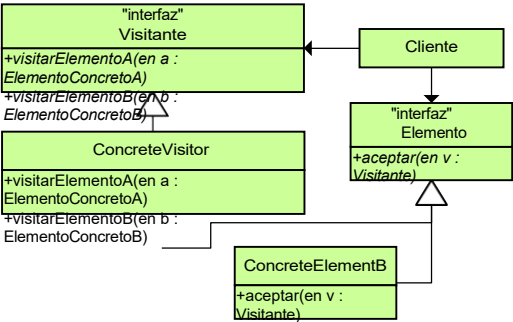 "interfaz"
Visitante
+visitarElementoA(en a :
ElementoConcretoA)
+visitarElementoB(en b :
ElementoConcretoB)
Cliente
"interfaz"
Elemento
+aceptar(en v :
Visitante)
ConcreteVisitor
+visitarElementoA(en a :
ElementoConcretoA)
+visitarElementoB(en b :
ElementoConcretoB)
ConcreteElementB
+aceptar(en v :
Visitante)